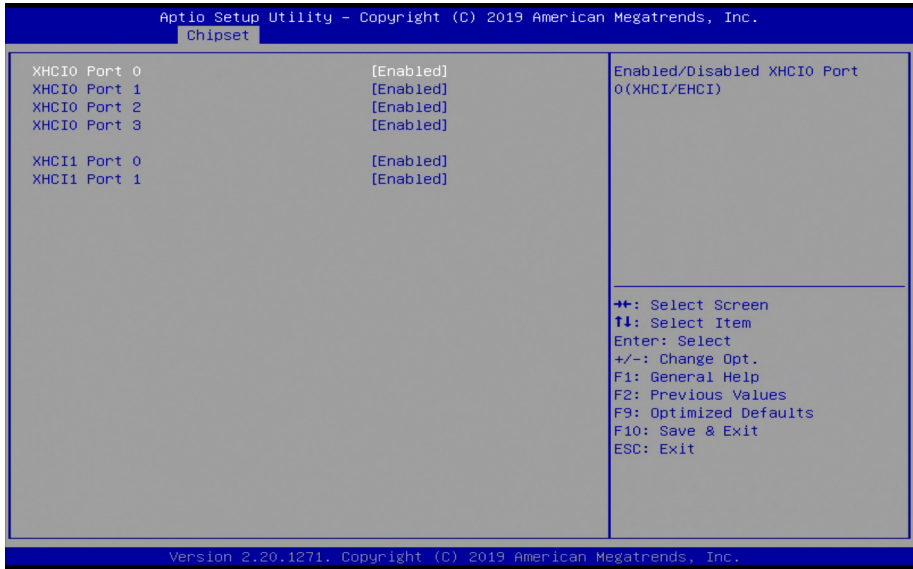 Aptio Setup Utility – Copyright (C) 2019 American Megatrends, Inc.
Chipset
XHCI0 Port 0 [Enabled]
XHCI0 Port 1 [Enabled]
XHCI0 Port 2 [Enabled]
XHCI0 Port 3 [Enabled]
XHCI1 Port 0 [Enabled]
XHCI1 Port 1 [Enabled]
Enabled/Disabled XHCI0 Port
0(XHCI/EHCI)
→←: Select Screen
↑↓: Select Item
Enter: Select
+/-: Change Opt.
F1: General Help
F2: Previous Values
F9: Optimized Defaults
F10: Save & Exit
ESC: Exit
Version 2.20.1271. Copyright (C) 2019 American Megatrends, Inc.